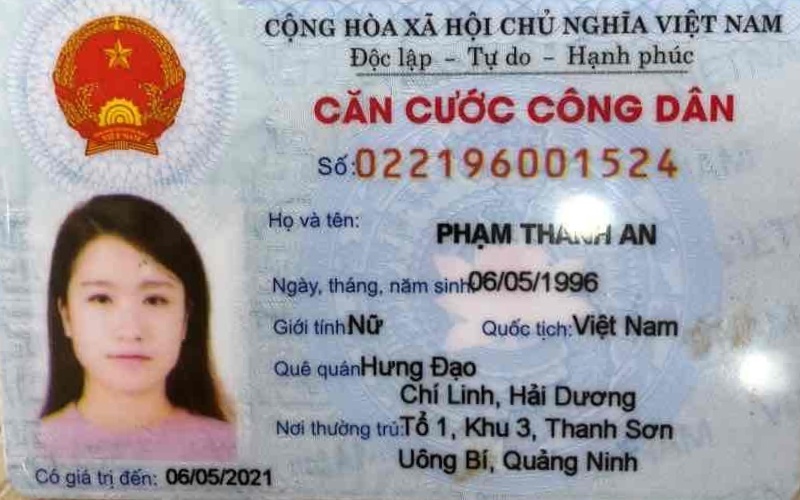 CỘNG HÒA XÃ HỘI CHỦ NGHĨA VIỆT NAM
Độc lập - Tự do - Hạnh phúc
CĂN CƯỚC CÔNG DÂN
Số: 022196001524
Họ và tên:
PHẠM THANH AN
Ngày, tháng, năm sinh: 06/05/1996
Giới tính: Nữ Quốc tịch: Việt Nam
Quê quán: Hưng Đạo
Chí Linh, Hải Dương
Nơi thường trú: Tổ 1, Khu 3, Thanh Sơn
Uông Bí, Quảng Ninh
Có giá trị đến: 06/05/2021